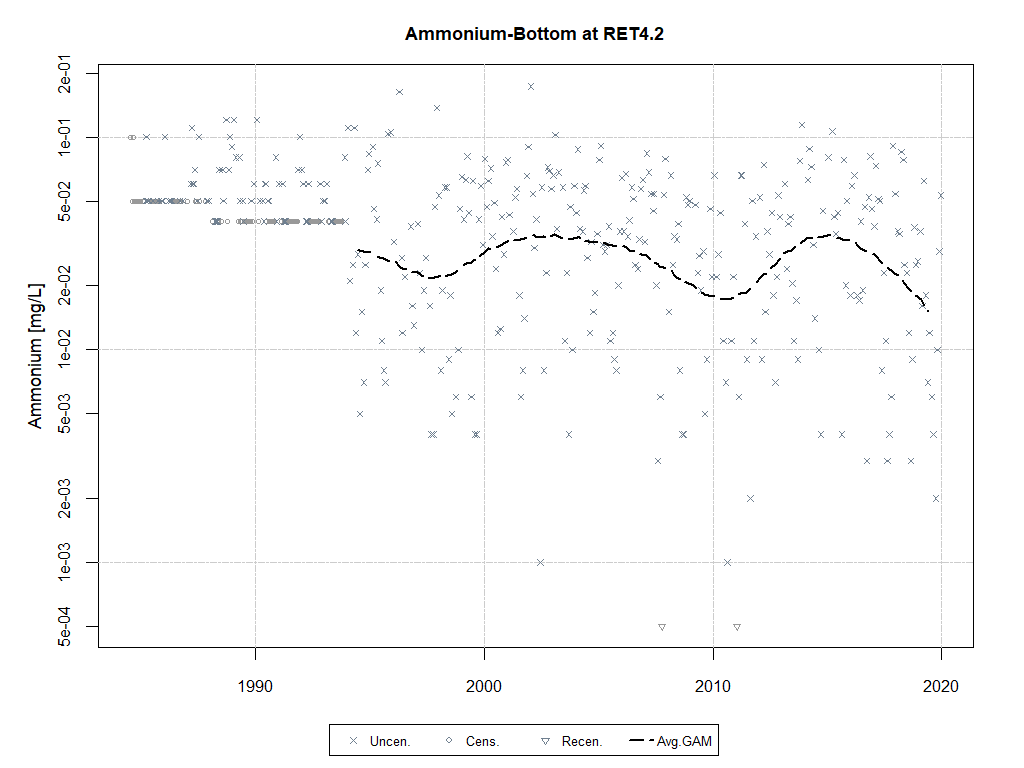 Ammonium-Bottom at RET4.2
Ammonium [mg/L]
2e-01
1e-01
5e-02
2e-02
1e-02
5e-03
2e-03
1e-03
5e-04
1990 2000 2010 2020
Uncen. Cens. Recen. Avg.GAM